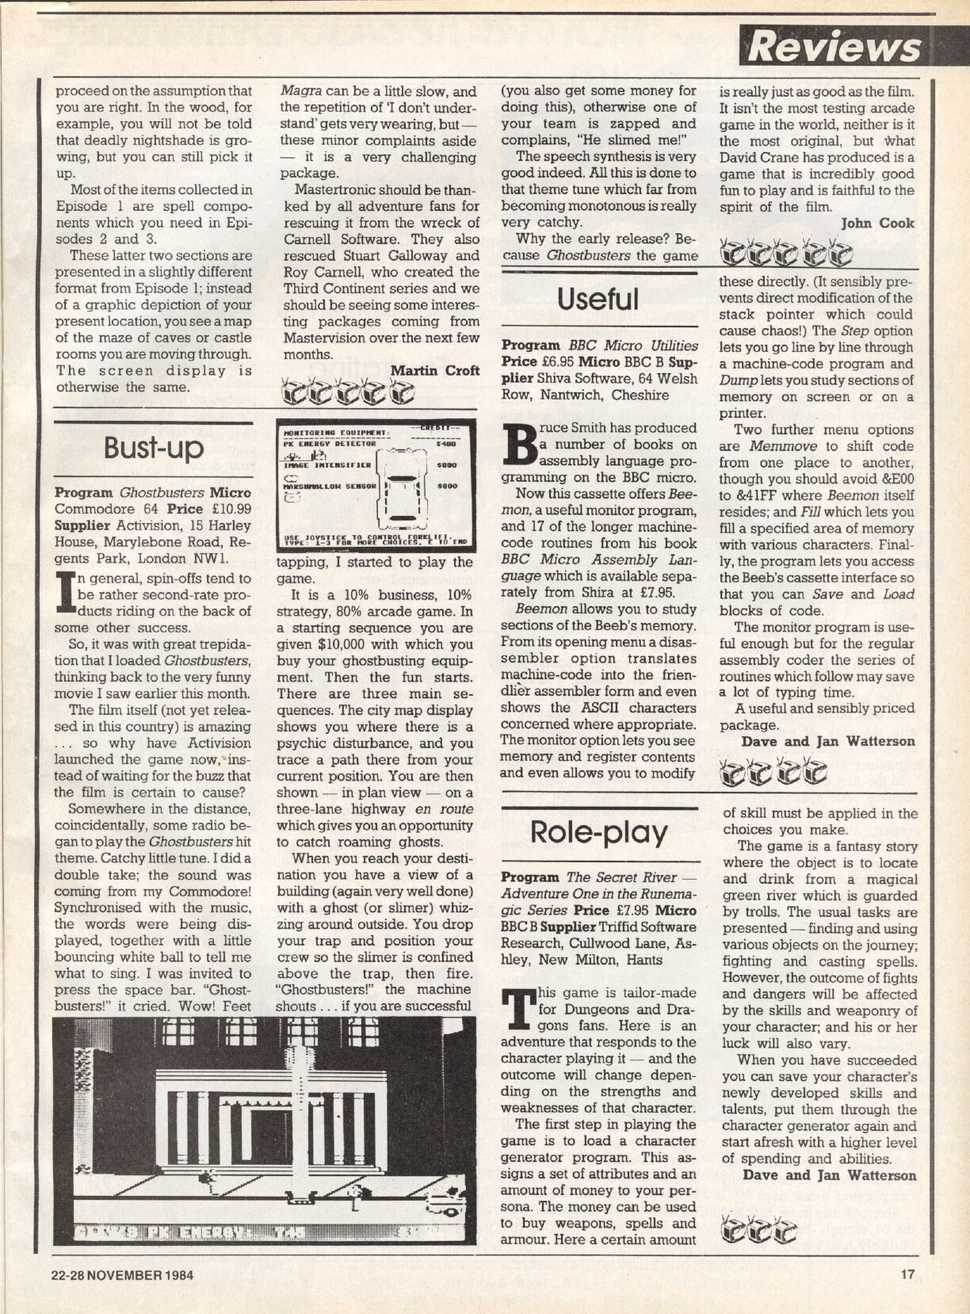 Reviews
proceed on the assumption that
you are right. In the wood, for
example, you will not be told
that deadly nightshade is gro-
wing, but you can still pick it
up.
Most of the items collected in
Episode 1 are spell compo-
nents which you need in Epi-
sodes 2 and 3.
These latter two sections are
presented in a slightly different
format from Episode 1; instead
of a graphic depiction of your
present location, you see a map
of the maze of caves or castle
rooms you are moving through.
The screen display is
otherwise the same.
Magra can be a little slow, and
the repetition of 'I don't under-
stand' gets very wearing, but —
these minor complaints aside
— it is a very challenging
package.
Mastertronic should be than-
ked by all adventure fans for
rescuing it from the wreck of
Carnell Software. They also
rescued Stuart Galloway and
Roy Carnell, who created the
Third Continent series and we
should be seeing some interes-
ting packages coming from
Mastervision over the next few
months.
Martin Croft
Bust-up
Program Ghostbusters Micro
Commodore 64 Price £10.99
Supplier Activision, 15 Harley
House, Marylebone Road, Re-
gents Park, London NW1.
In general, spin-offs tend to
be rather second-rate pro-
ducts riding on the back of
some other success.
So, it was with great trepida-
tion that I loaded Ghostbusters,
thinking back to the very funny
movie I saw earlier this month.
The film itself (not yet relea-
sed in this country) is amazing
... so why have Activision
launched the game now, ins-
tead of waiting for the buzz that
the film is certain to cause?
Somewhere in the distance,
coincidentally, some radio be-
gan to play the Ghostbusters hit
theme. Catchy little tune. I did a
double take; the sound was
coming from my Commodore!
Synchronised with the music,
the words were being dis-
played, together with a little
bouncing white ball to tell me
what to sing. I was invited to
press the space bar. "Ghost-
busters!" it cried. Wow! Feet
MONITORING EQUIPMENT:
CREDIT
PK ENERGY DETECTOR $400
IMAGE INTENSIFIER $800
MARSHMALLOW SENSOR $800
USE JOYSTICK TO CONTROL FORKLIFT.
TYPE: 1-3 FOR MORE CHOICES, E TO END
tapping, I started to play the
game.
It is a 10% business, 10%
strategy, 80% arcade game. In
a starting sequence you are
given $10,000 with which you
buy your ghostbusting equip-
ment. Then the fun starts.
There are three main se-
quences. The city map display
shows you where there is a
psychic disturbance, and you
trace a path there from your
current position. You are then
shown — in plan view — on a
three-lane highway en route
which gives you an opportunity
to catch roaming ghosts.
When you reach your desti-
nation you have a view of a
building (again very well done)
with a ghost (or slimer) whiz-
zing around outside. You drop
your trap and position your
crew so the slimer is confined
above the trap, then fire.
"Ghostbusters!" the machine
shouts ... if you are successful
CITY'S PK ENERGY: 745
(you also get some money for
doing this), otherwise one of
your team is zapped and
complains, "He slimed me!"
The speech synthesis is very
good indeed. All this is done to
that theme tune which far from
becoming monotonous is really
very catchy.
Why the early release? Be-
cause Ghostbusters the game
is really just as good as the film.
It isn't the most testing arcade
game in the world, neither is it
the most original, but what
David Crane has produced is a
game that is incredibly good
fun to play and is faithful to the
spirit of the film.
John Cook
Useful
Program BBC Micro Utilities
Price £6.95 Micro BBC B Sup-
plier Shiva Software, 64 Welsh
Row, Nantwich, Cheshire
Bruce Smith has produced
a number of books on
assembly language pro-
gramming on the BBC micro.
Now this cassette offers Bee-
mon, a useful monitor program,
and 17 of the longer machine-
code routines from his book
BBC Micro Assembly Lan-
guage which is available sepa-
rately from Shira at £7.95.
Beemon allows you to study
sections of the Beeb's memory.
From its opening menu a disas-
sembler option translates
machine-code into the frien-
dlier assembler form and even
shows the ASCII characters
concerned where appropriate.
The monitor option lets you see
memory and register contents
and even allows you to modify
these directly. (It sensibly pre-
vents direct modification of the
stack pointer which could
cause chaos!) The Step option
lets you go line by line through
a machine-code program and
Dump lets you study sections of
memory on screen or on a
printer.
Two further menu options
are Memmove to shift code
from one place to another,
though you should avoid &E00
to &41FF where Beemon itself
resides; and Fill which lets you
fill a specified area of memory
with various characters. Final-
ly, the program lets you access
the Beeb's cassette interface so
that you can Save and Load
blocks of code.
The monitor program is use-
ful enough but for the regular
assembly coder the series of
routines which follow may save
a lot of typing time.
A useful and sensibly priced
package.
Dave and Jan Watterson
Role-play
Program The Secret River —
Adventure One in the Runema-
gic Series Price £7.95 Micro
BBC B Supplier Triffid Software
Research, Cullwood Lane, As-
hley, New Milton, Hants
This game is tailor-made
for Dungeons and Dra-
gons fans. Here is an
adventure that responds to the
character playing it — and the
outcome will change depen-
ding on the strengths and
weaknesses of that character.
The first step in playing the
game is to load a character
generator program. This as-
signs a set of attributes and an
amount of money to your per-
sona. The money can be used
to buy weapons, spells and
armour. Here a certain amount
of skill must be applied in the
choices you make.
The game is a fantasy story
where the object is to locate
and drink from a magical
green river which is guarded
by trolls. The usual tasks are
presented — finding and using
various objects on the journey;
fighting and casting spells.
However, the outcome of fights
and dangers will be affected
by the skills and weaponry of
your character; and his or her
luck will also vary.
When you have succeeded
you can save your character's
newly developed skills and
talents, put them through the
character generator again and
start afresh with a higher level
of spending and abilities.
Dave and Jan Watterson
22-28 NOVEMBER 1984
17